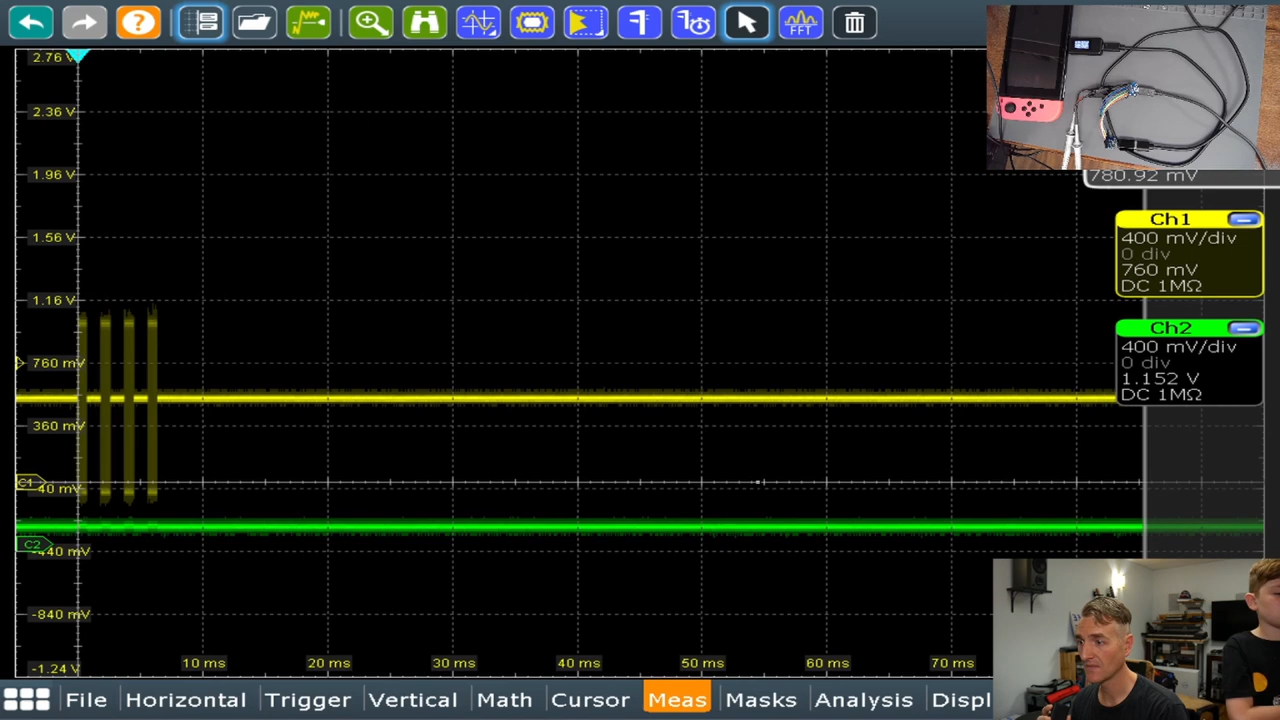 FFT
2.76 V
2.36 V
1.96 V
1.56 V
1.16 V
760 mV
360 mV
-40 mV
-440 mV
-840 mV
-1.24 V
C1
C2
10 ms
20 ms
30 ms
40 ms
50 ms
60 ms
70 ms
780.92 mV
Ch1
400 mV/div
0 div
760 mV
DC 1MΩ
Ch2
400 mV/div
0 div
1.152 V
DC 1MΩ
File Horizontal Trigger Vertical Math Cursor Meas Masks Analysis Displ